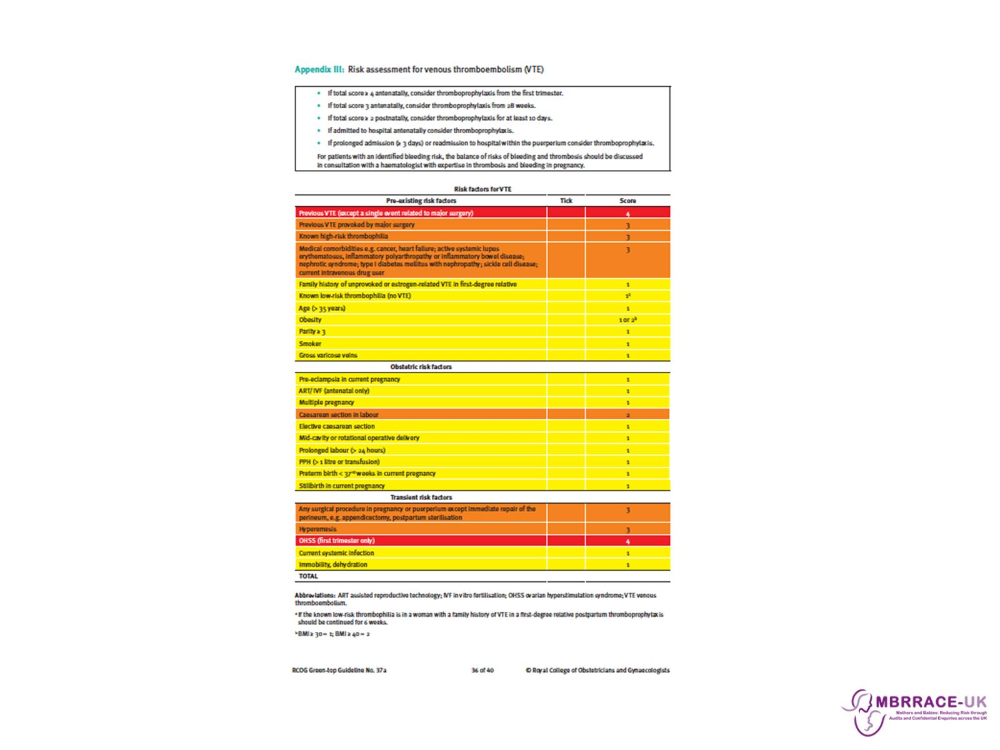 Appendix III: Risk assessment for venous thromboembolism (VTE)
• If total score ≥ 4 antenatally, consider thromboprophylaxis from the first trimester.
• If total score 3 antenatally, consider thromboprophylaxis from 28 weeks.
• If total score ≥ 2 postnatally, consider thromboprophylaxis for at least 10 days.
• If admitted to hospital antenatally consider thromboprophylaxis.
• If prolonged admission (≥ 3 days) or readmission to hospital within the puerperium consider thromboprophylaxis.
For patients with an identified bleeding risk, the balance of risks of bleeding and thrombosis should be discussed
in consultation with a haematologist with expertise in thrombosis and bleeding in pregnancy.
Risk factors for VTE
Pre-existing risk factors Tick Score
Previous VTE (except a single event related to major surgery) 4
Previous VTE provoked by major surgery 3
Known high-risk thrombophilia 3
Medical comorbidities e.g. cancer, heart failure; active systemic lupus 3
erythematosus, inflammatory polyarthropathy or inflammatory bowel disease;
nephrotic syndrome; type I diabetes mellitus with nephropathy; sickle cell disease;
current intravenous drug user
Family history of unprovoked or estrogen-related VTE in first-degree relative 1
Known low-risk thrombophilia (no VTE) 1ª
Age (> 35 years) 1
Obesity 1 or 2ᵇ
Parity ≥ 3 1
Smoker 1
Gross varicose veins 1
Obstetric risk factors
Pre-eclampsia in current pregnancy 1
ART/IVF (antenatal only) 1
Multiple pregnancy 1
Caesarean section in labour 2
Elective caesarean section 1
Mid-cavity or rotational operative delivery 1
Prolonged labour (> 24 hours) 1
PPH (> 1 litre or transfusion) 1
Preterm birth < 37⁺⁰ weeks in current pregnancy 1
Stillbirth in current pregnancy 1
Transient risk factors
Any surgical procedure in pregnancy or puerperium except immediate repair of the 3
perineum, e.g. appendicectomy, postpartum sterilisation
Hyperemesis 3
OHSS (first trimester only) 4
Current systemic infection 1
Immobility, dehydration 1
TOTAL
Abbreviations: ART assisted reproductive technology; IVF in vitro fertilisation; OHSS ovarian hyperstimulation syndrome; VTE venous
thromboembolism.
ª If the known low-risk thrombophilia is in a woman with a family history of VTE in a first-degree relative postpartum thromboprophylaxis
should be continued for 6 weeks.
ᵇ BMI ≥ 30 = 1; BMI ≥ 40 = 2
RCOG Green-top Guideline No. 37a 36 of 40 © Royal College of Obstetricians and Gynaecologists
MBRRACE-UK
Mothers and Babies: Reducing Risk through
Audits and Confidential Enquiries across the UK